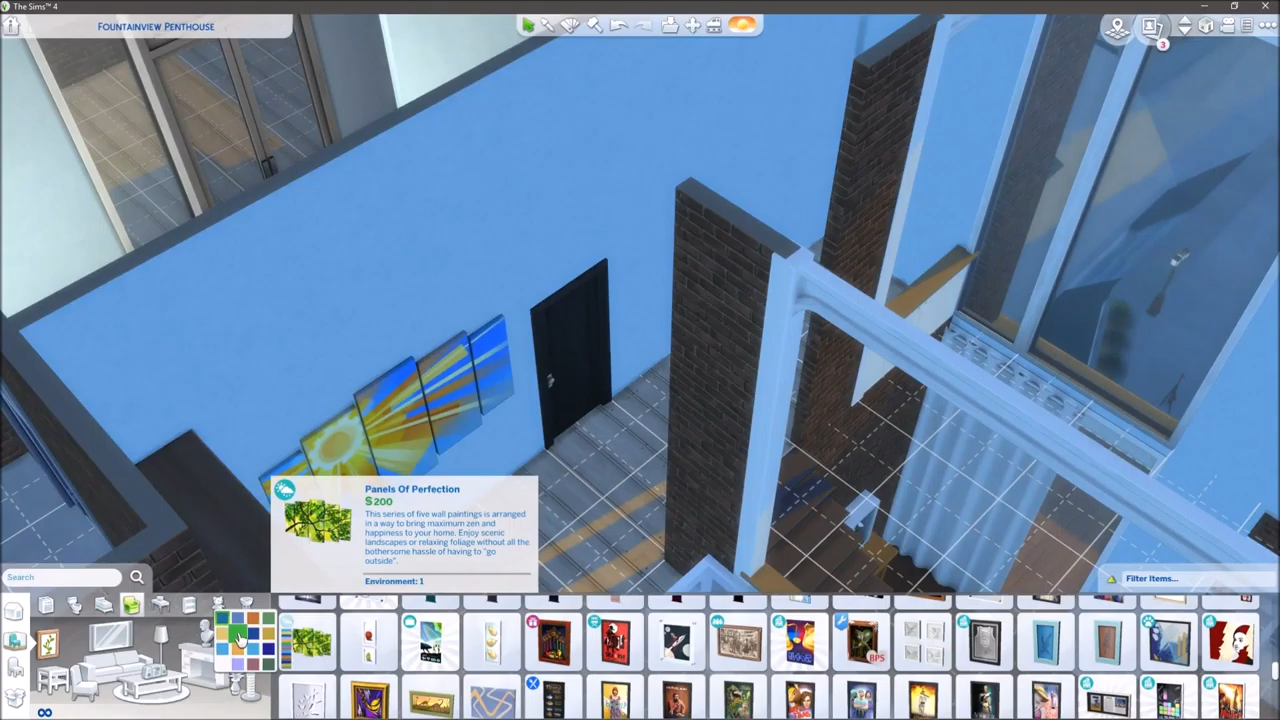 The Sims™ 4
Fountainview Penthouse
3
Panels Of Perfection
§200
This series of five wall paintings is arranged
in a way to bring maximum zen and
happiness to your home. Enjoy scenic
landscapes or relaxing foliage without all the
bothersome hassle of having to "go
outside".
Environment: 1
Search
Filter Items...
BPS